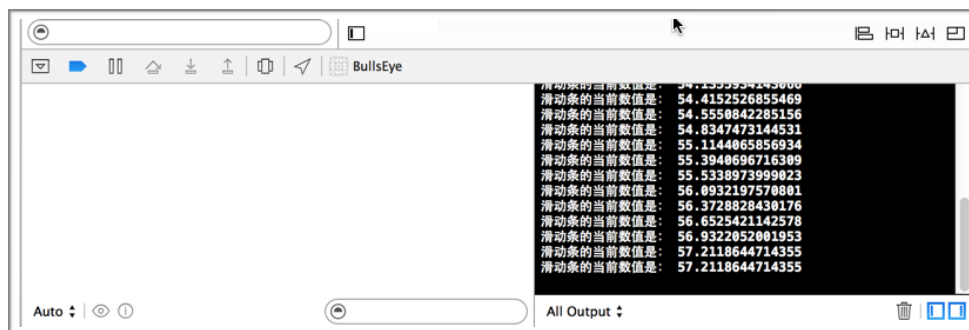 BullsEye
滑动条的当前数值是： 54.4152526855469
滑动条的当前数值是： 54.5550842285156
滑动条的当前数值是： 54.8347473144531
滑动条的当前数值是： 55.1144065856934
滑动条的当前数值是： 55.3940696716309
滑动条的当前数值是： 55.5338973999023
滑动条的当前数值是： 56.0932197570801
滑动条的当前数值是： 56.3728828430176
滑动条的当前数值是： 56.6525421142578
滑动条的当前数值是： 56.9322052001953
滑动条的当前数值是： 57.2118644714355
滑动条的当前数值是： 57.2118644714355
Auto
All Output